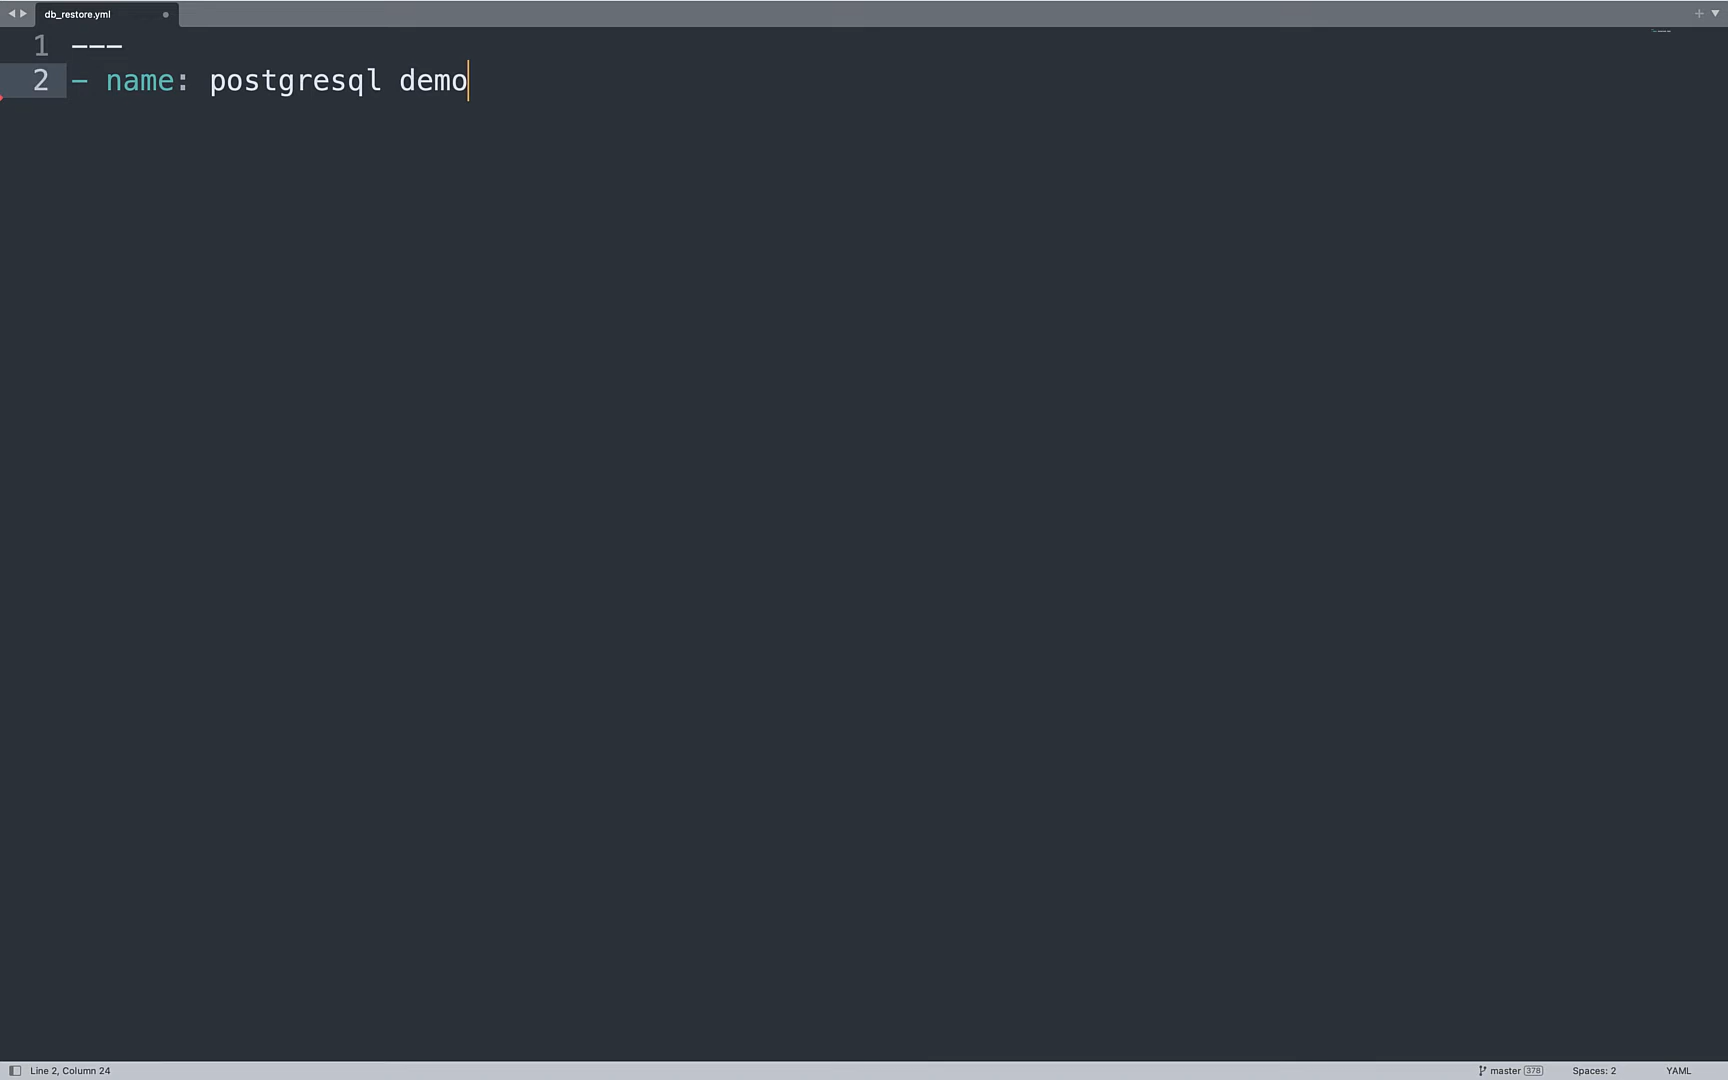 db_restore.yml
1 ---
2 - name: postgresql demo
Line 2, Column 24
master 378
Spaces: 2
YAML